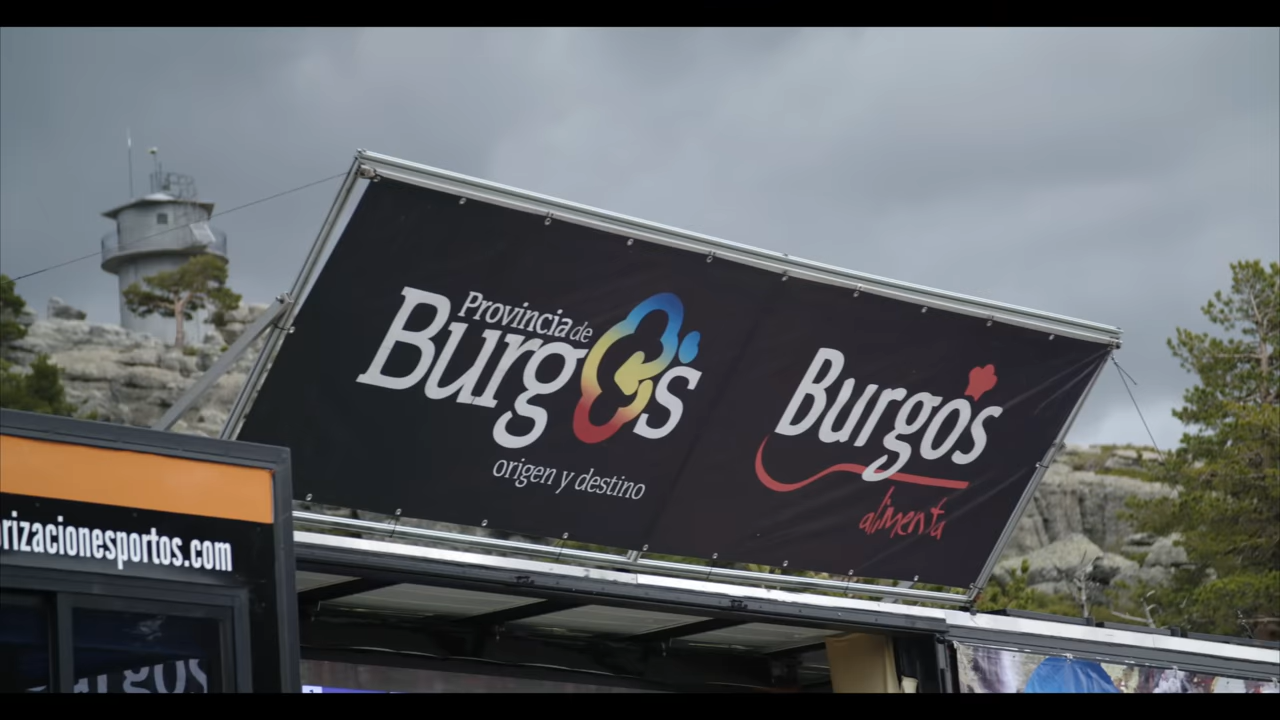 Provincia de
Burgos
origen y destino
Burgos
alimenta
rizacionesportos.com